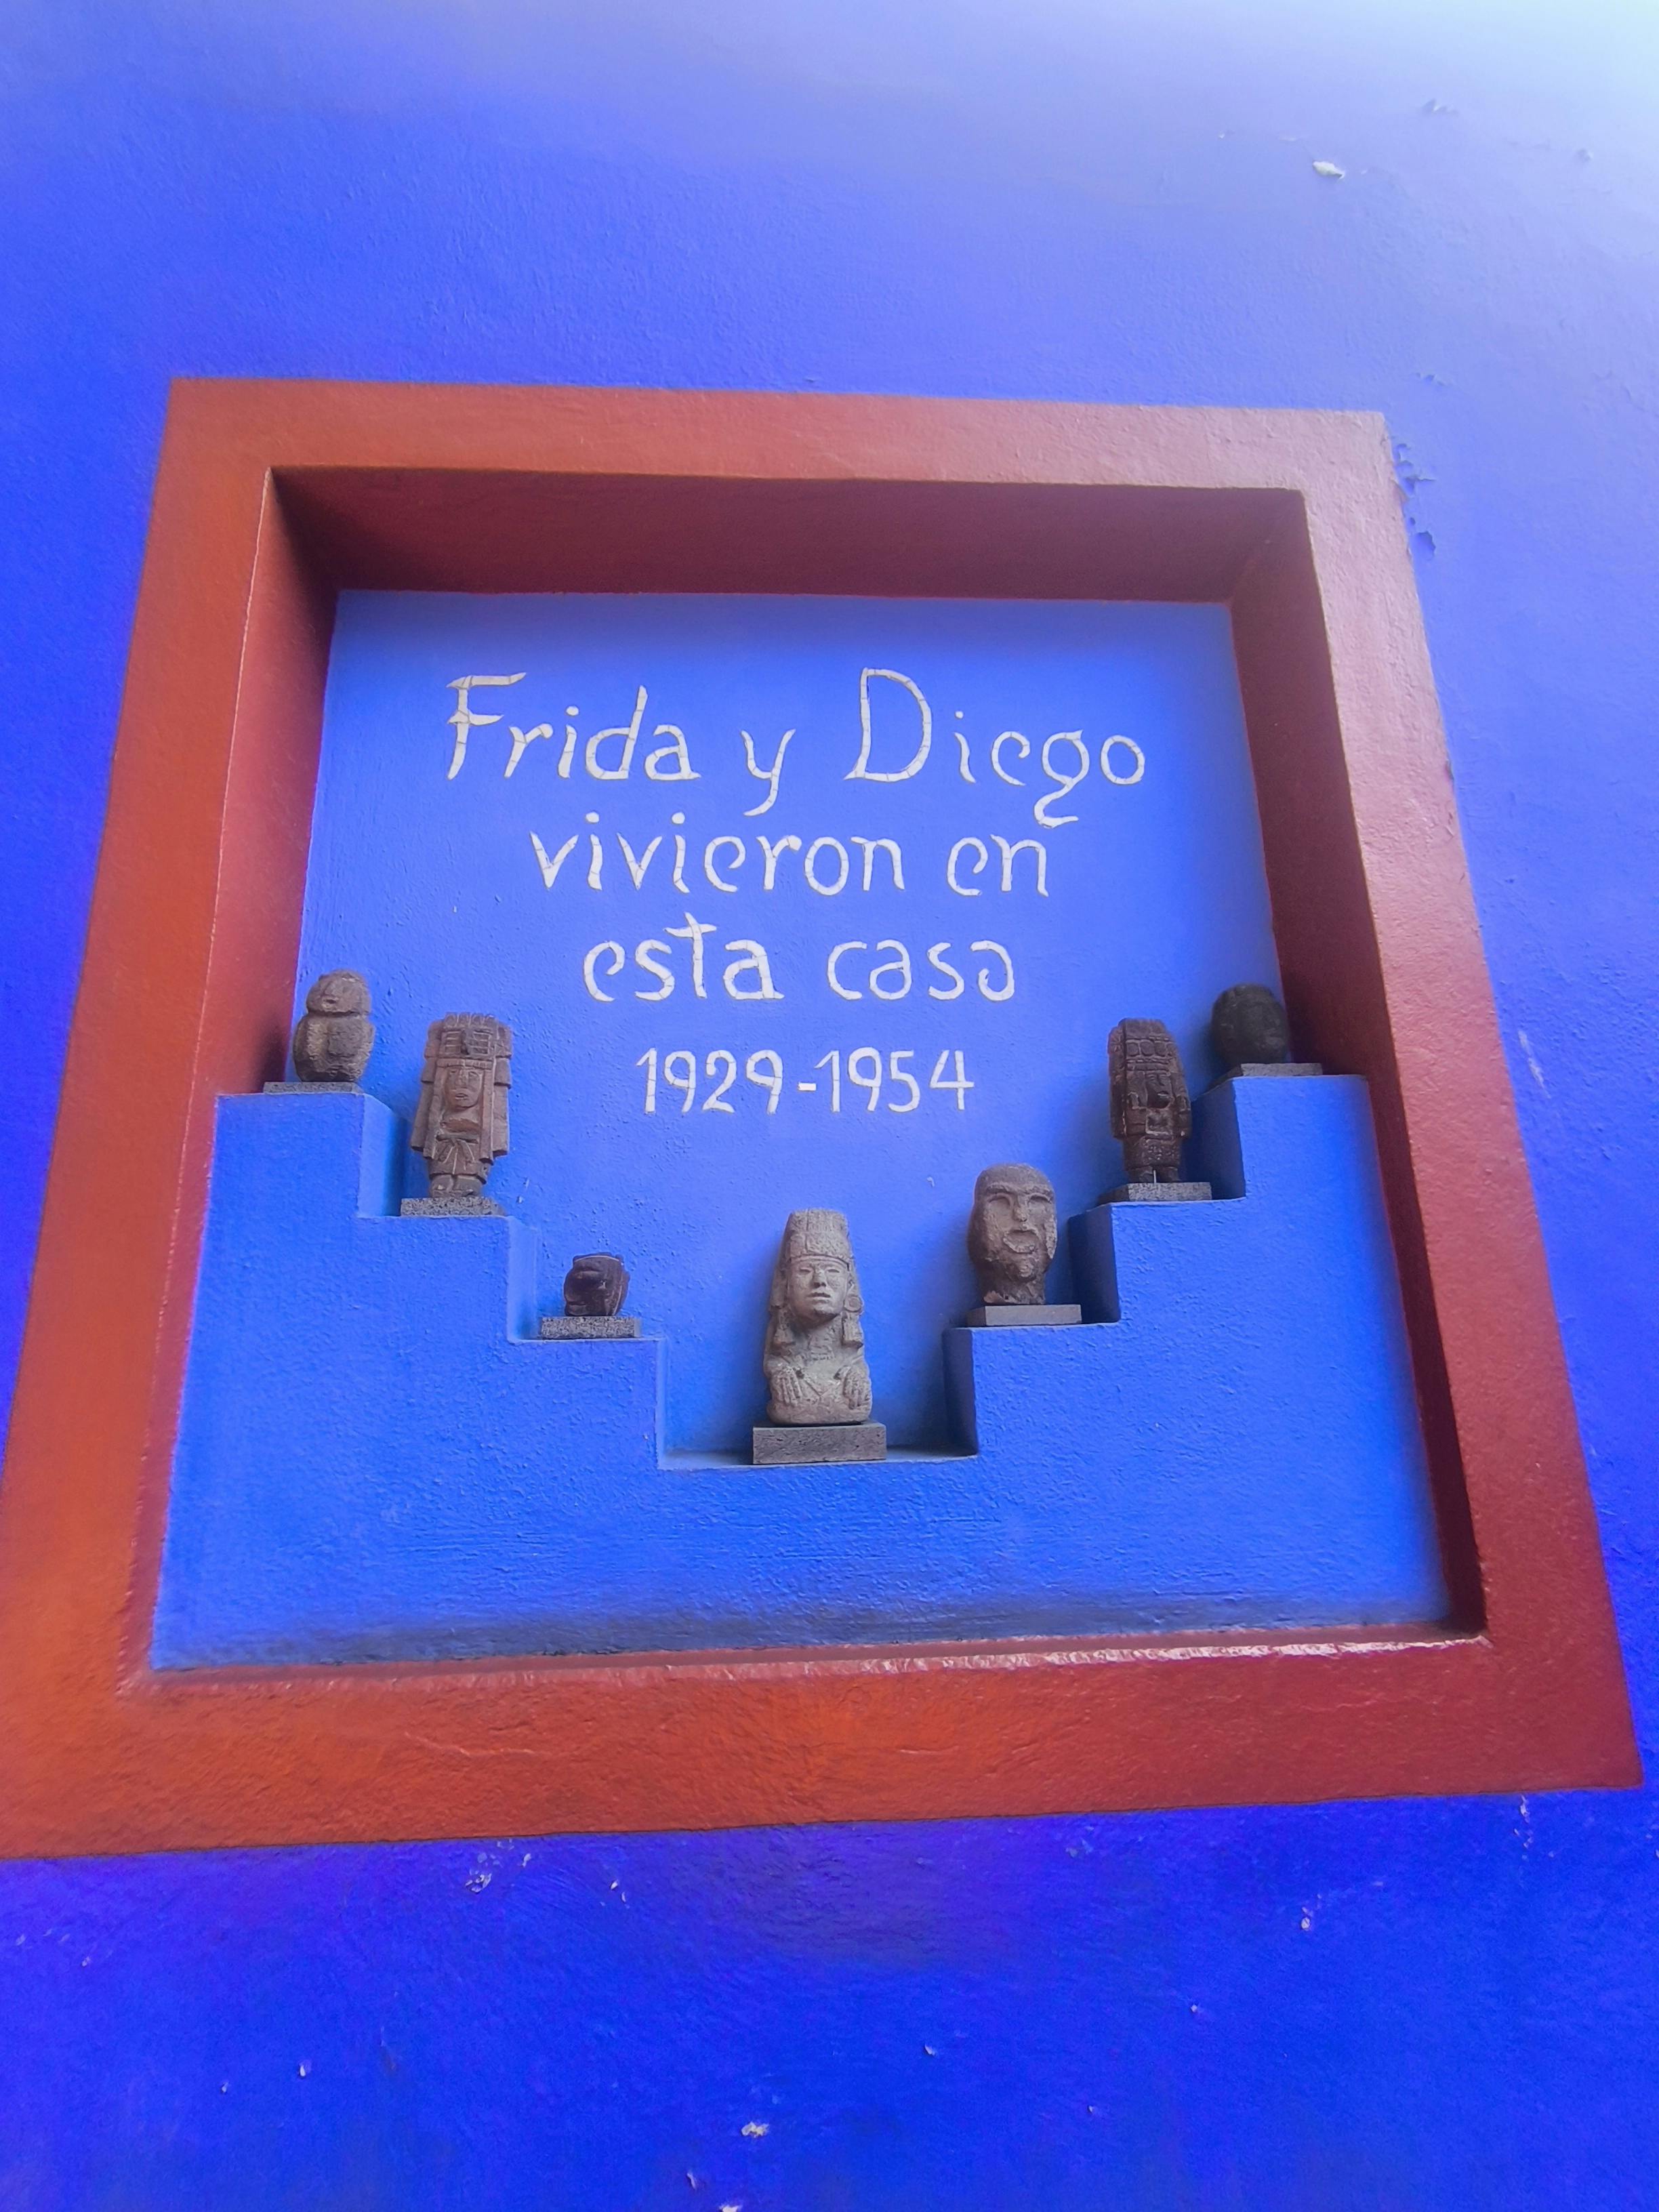 Frida y Diego
vivieron en
esta casa
1929-1954